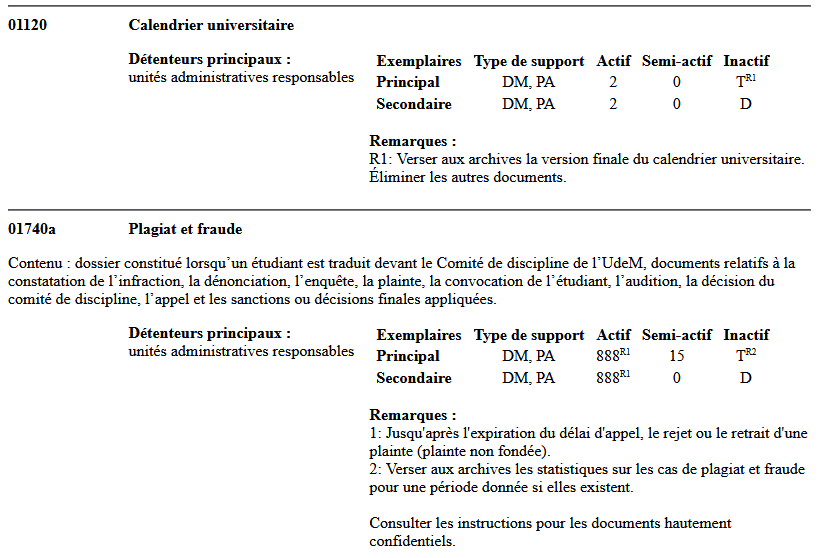 01120 Calendrier universitaire
Détenteurs principaux :
unités administratives responsables
Exemplaires Type de support Actif Semi-actif Inactif
Principal DM, PA 2 0 TR1
Secondaire DM, PA 2 0 D
Remarques :
R1: Verser aux archives la version finale du calendrier universitaire.
Éliminer les autres documents.
01740a Plagiat et fraude
Contenu : dossier constitué lorsqu’un étudiant est traduit devant le Comité de discipline de l’UdeM, documents relatifs à la
constatation de l’infraction, la dénonciation, l’enquête, la plainte, la convocation de l’étudiant, l’audition, la décision du
comité de discipline, l’appel et les sanctions ou décisions finales appliquées.
Détenteurs principaux :
unités administratives responsables
Exemplaires Type de support Actif Semi-actif Inactif
Principal DM, PA 888R1 15 TR2
Secondaire DM, PA 888R1 0 D
Remarques :
1: Jusqu'après l'expiration du délai d'appel, le rejet ou le retrait d'une
plainte (plainte non fondée).
2: Verser aux archives les statistiques sur les cas de plagiat et fraude
pour une période donnée si elles existent.
Consulter les instructions pour les documents hautement
confidentiels.